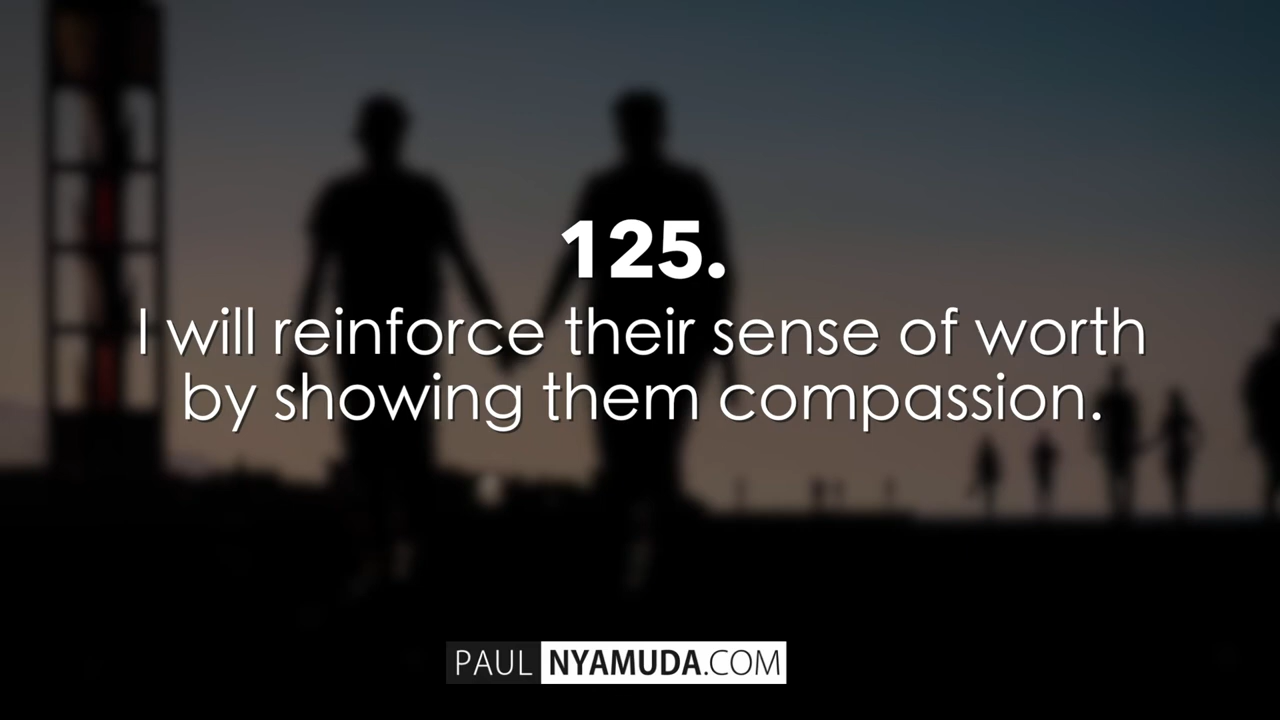 125.
I will reinforce their sense of worth
by showing them compassion.
PAUL NYAMUDA.COM